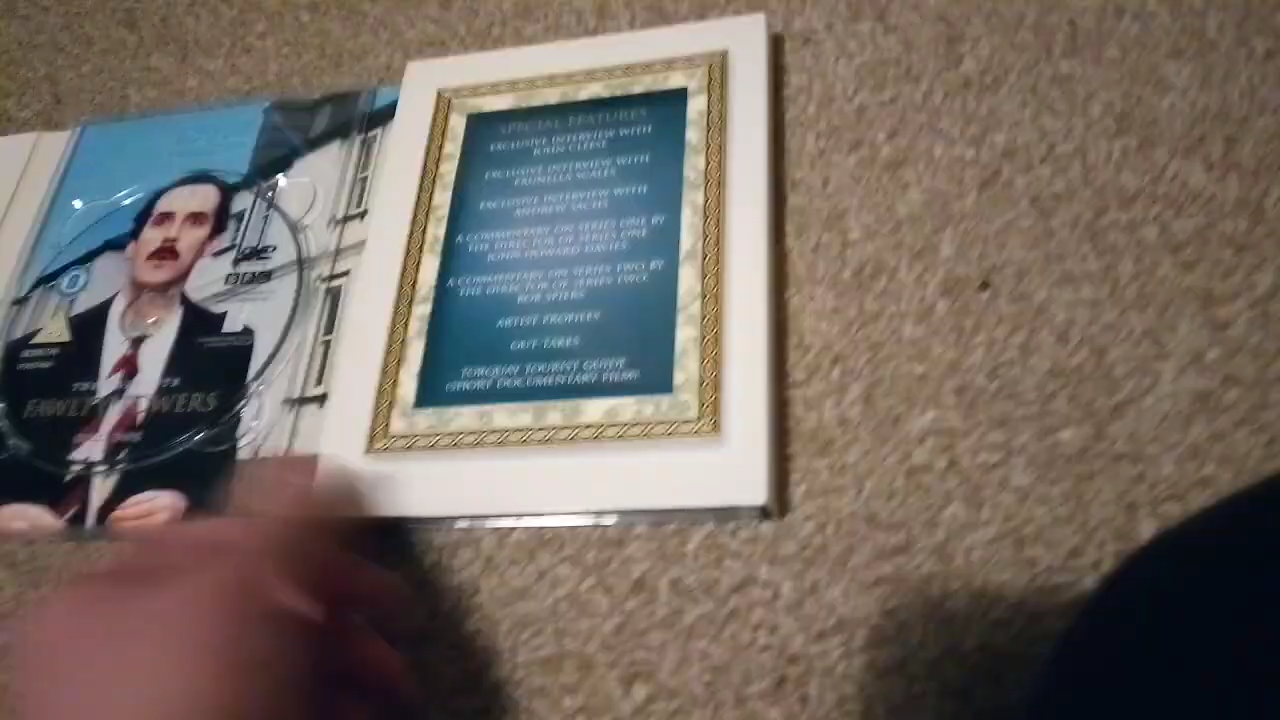 BBC
FAWLTY TOWERS
SPECIAL FEATURES
EXCLUSIVE INTERVIEW WITH
JOHN CLEESE
EXCLUSIVE INTERVIEW WITH
PRUNELLA SCALES
EXCLUSIVE INTERVIEW WITH
ANDREW SACHS
A COMMENTARY ON SERIES ONE BY
THE DIRECTOR OF SERIES ONE
JOHN HOWARD DAVIES
A COMMENTARY ON SERIES TWO BY
THE DIRECTOR OF SERIES TWO,
BOB SPIERS
ARTIST PROFILES
OUT-TAKES
TORQUAY TOURIST GUIDE
(SHORT DOCUMENTARY FILM)